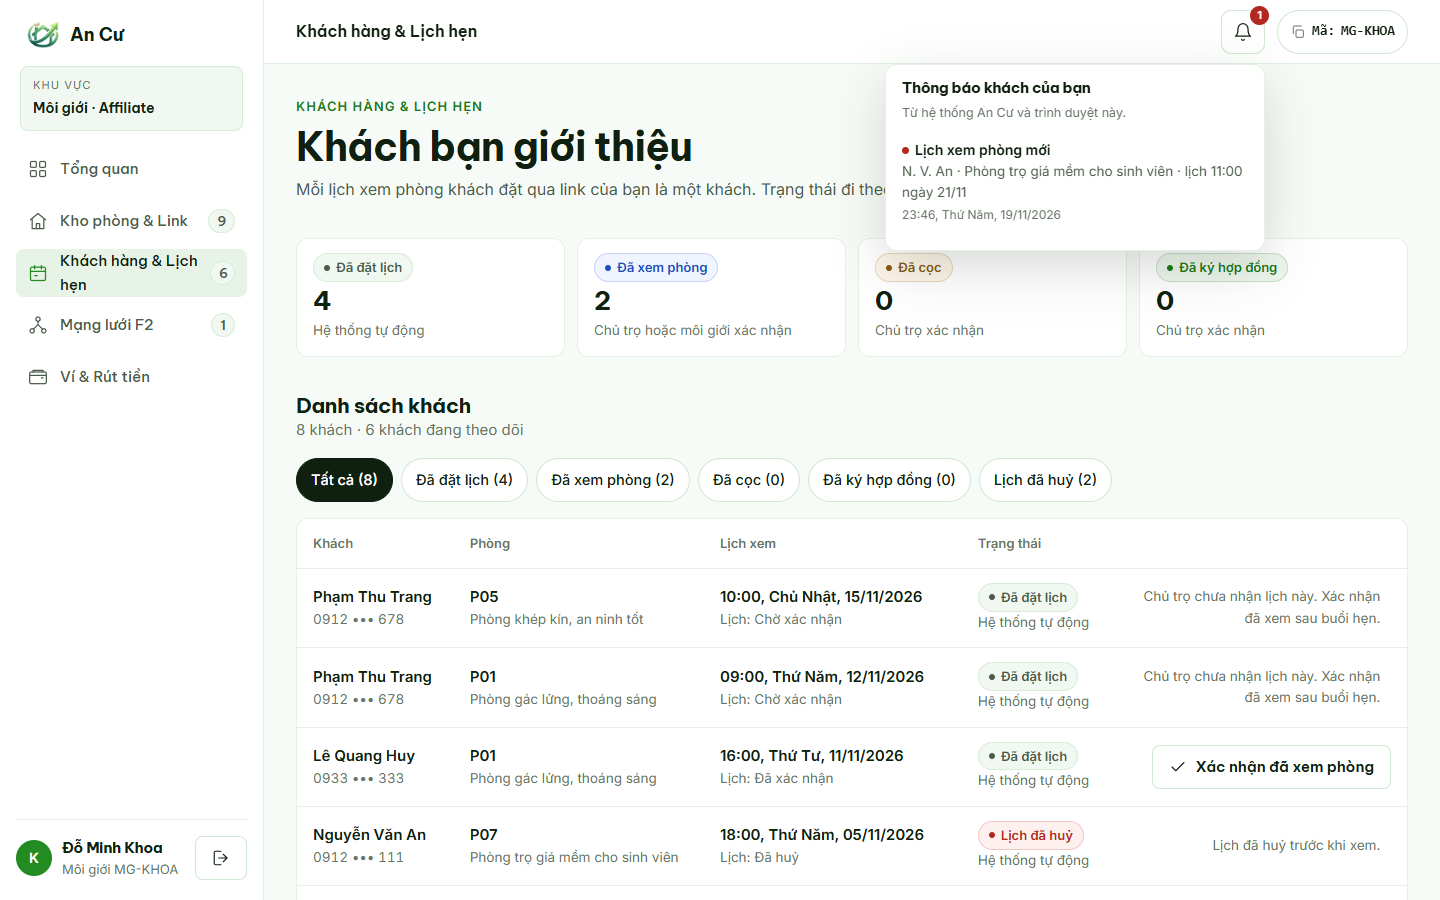 An Cư
KHU VỰC
Môi giới · Affiliate
Tổng quan
Kho phòng & Link 9
Khách hàng & Lịch hẹn 6
Mạng lưới F2 1
Ví & Rút tiền
K
Đỗ Minh Khoa
Môi giới MG-KHOA
Khách hàng & Lịch hẹn
1
Mã: MG-KHOA
Thông báo khách của bạn
Từ hệ thống An Cư và trình duyệt này.
Lịch xem phòng mới
N. V. An · Phòng trọ giá mềm cho sinh viên · lịch 11:00
ngày 21/11
23:46, Thứ Năm, 19/11/2026
KHÁCH HÀNG & LỊCH HẸN
Khách bạn giới thiệu
Mỗi lịch xem phòng khách đặt qua link của bạn là một khách. Trạng thái đi
Đã đặt lịch
4
Hệ thống tự động
Đã xem phòng
2
Chủ trọ hoặc môi giới xác nhận
Đã cọc
0
Chủ trọ xác nhận
Đã ký hợp đồng
0
Chủ trọ xác nhận
Danh sách khách
8 khách · 6 khách đang theo dõi
Tất cả (8) Đã đặt lịch (4) Đã xem phòng (2) Đã cọc (0) Đã ký hợp đồng (0) Lịch đã huỷ (2)
Khách Phòng Lịch xem Trạng thái
Phạm Thu Trang P05 10:00, Chủ Nhật, 15/11/2026 Đã đặt lịch Chủ trọ chưa nhận lịch này. Xác nhận
0912 ••• 678 Phòng khép kín, an ninh tốt Lịch: Chờ xác nhận Hệ thống tự động đã xem sau buổi hẹn.
Phạm Thu Trang P01 09:00, Thứ Năm, 12/11/2026 Đã đặt lịch Chủ trọ chưa nhận lịch này. Xác nhận
0912 ••• 678 Phòng gác lửng, thoáng sáng Lịch: Chờ xác nhận Hệ thống tự động đã xem sau buổi hẹn.
Lê Quang Huy P01 16:00, Thứ Tư, 11/11/2026 Đã đặt lịch Xác nhận đã xem phòng
0933 ••• 333 Phòng gác lửng, thoáng sáng Lịch: Đã xác nhận Hệ thống tự động
Nguyễn Văn An P07 18:00, Thứ Năm, 05/11/2026 Lịch đã huỷ Lịch đã huỷ trước khi xem.
0912 ••• 111 Phòng trọ giá mềm cho sinh viên Lịch: Đã huỷ Hệ thống tự động